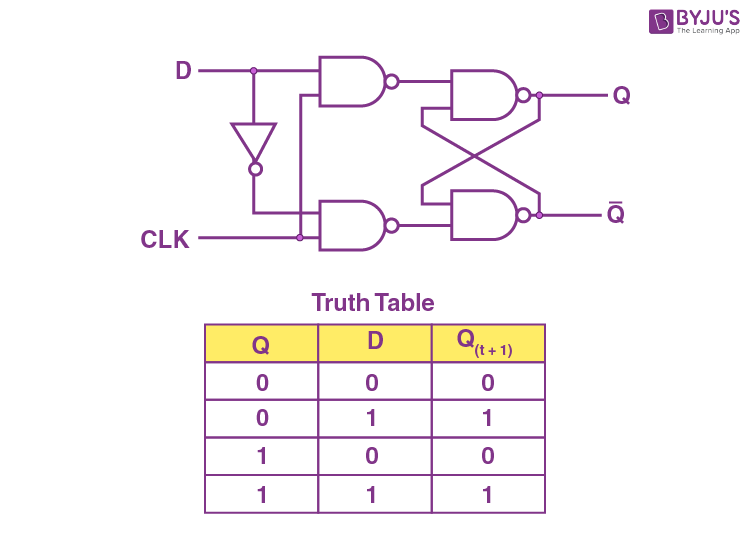 BYJU'S
The Learning App
D
Q
CLK
Q̅
Truth Table
Q D Q(t + 1)
0 0 0
0 1 1
1 0 0
1 1 1